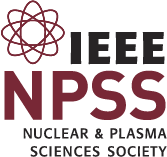 IEEE
NPSS
NUCLEAR & PLASMA
SCIENCES SOCIETY